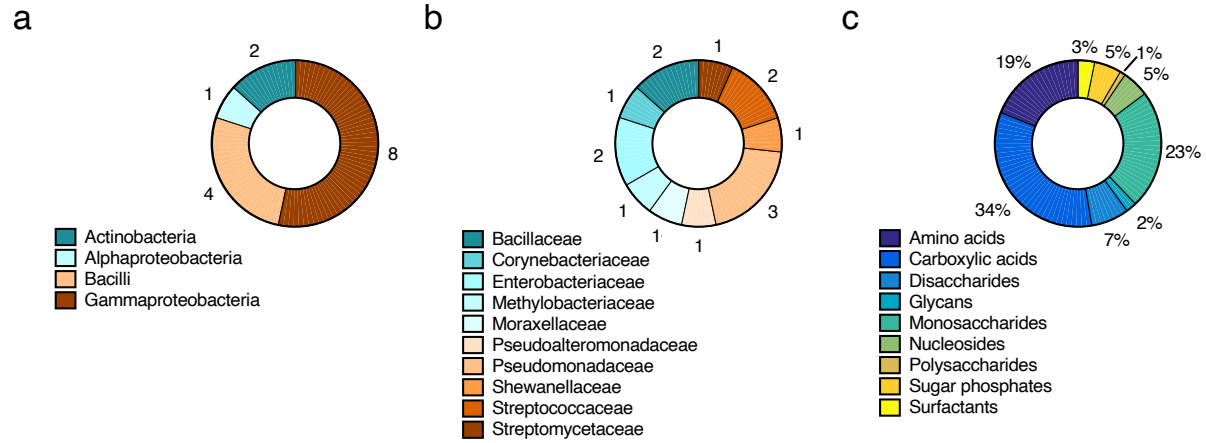 a
2
1
8
4
Actinobacteria
Alphaproteobacteria
Bacilli
Gammaproteobacteria
b
2
1
1
2
2
1
1
3
1
1
Bacillaceae
Corynebacteriaceae
Enterobacteriaceae
Methylobacteriaceae
Moraxellaceae
Pseudoalteromonadaceae
Pseudomonadaceae
Shewanellaceae
Streptococcaceae
Streptomycetaceae
c
3%
5%
1%
19%
5%
23%
34%
2%
7%
Amino acids
Carboxylic acids
Disaccharides
Glycans
Monosaccharides
Nucleosides
Polysaccharides
Sugar phosphates
Surfactants